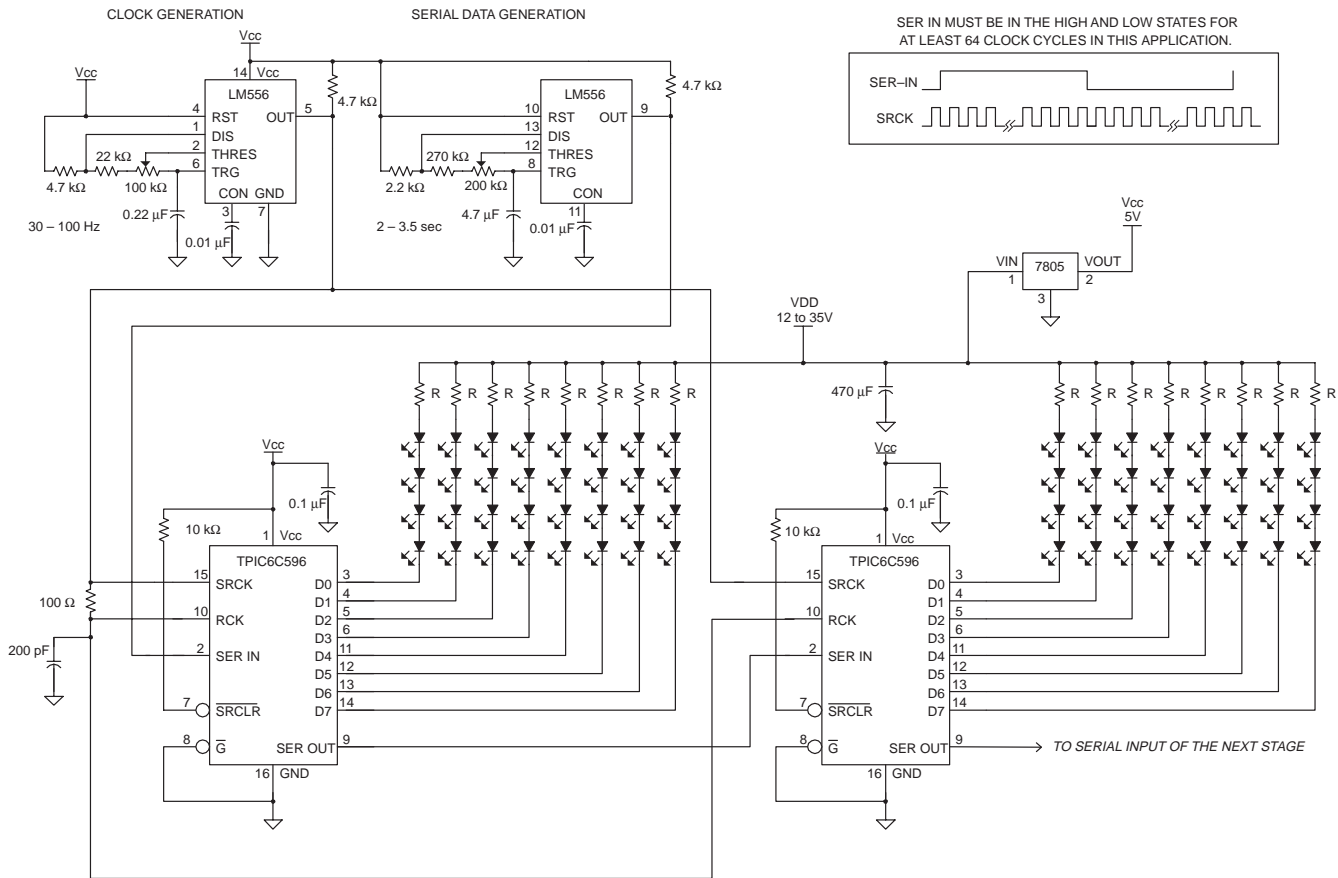 CLOCK GENERATION
SERIAL DATA GENERATION
SER IN MUST BE IN THE HIGH AND LOW STATES FOR
AT LEAST 64 CLOCK CYCLES IN THIS APPLICATION.
SER–IN
SRCK
Vcc
Vcc
14 Vcc
LM556
4 RST OUT 5
1 DIS
2 THRES
6 TRG
CON GND
3 7
4.7 kΩ
22 kΩ
100 kΩ
0.22 μF
0.01 μF
30 – 100 Hz
4.7 kΩ
LM556
10 RST OUT 9
13 DIS
12 THRES
8 TRG
CON
11
4.7 kΩ
2.2 kΩ
270 kΩ
200 kΩ
4.7 μF
0.01 μF
2 – 3.5 sec
Vcc
5V
VIN 7805 VOUT
1 2
3
VDD
12 to 35V
470 μF
R R R R R R R R
R R R R R R R R
Vcc
0.1 μF
10 kΩ
1 Vcc
TPIC6C596
15 SRCK D0 3
D1 4
10 RCK D2 5
D3 6
2 SER IN D4 11
D5 12
D6 13
7 SRCLR D7 14
8 G SER OUT 9
16 GND
100 Ω
200 pF
Vcc
0.1 μF
10 kΩ
1 Vcc
TPIC6C596
15 SRCK D0 3
D1 4
10 RCK D2 5
D3 6
2 SER IN D4 11
D5 12
D6 13
7 SRCLR D7 14
8 G SER OUT 9
16 GND
TO SERIAL INPUT OF THE NEXT STAGE